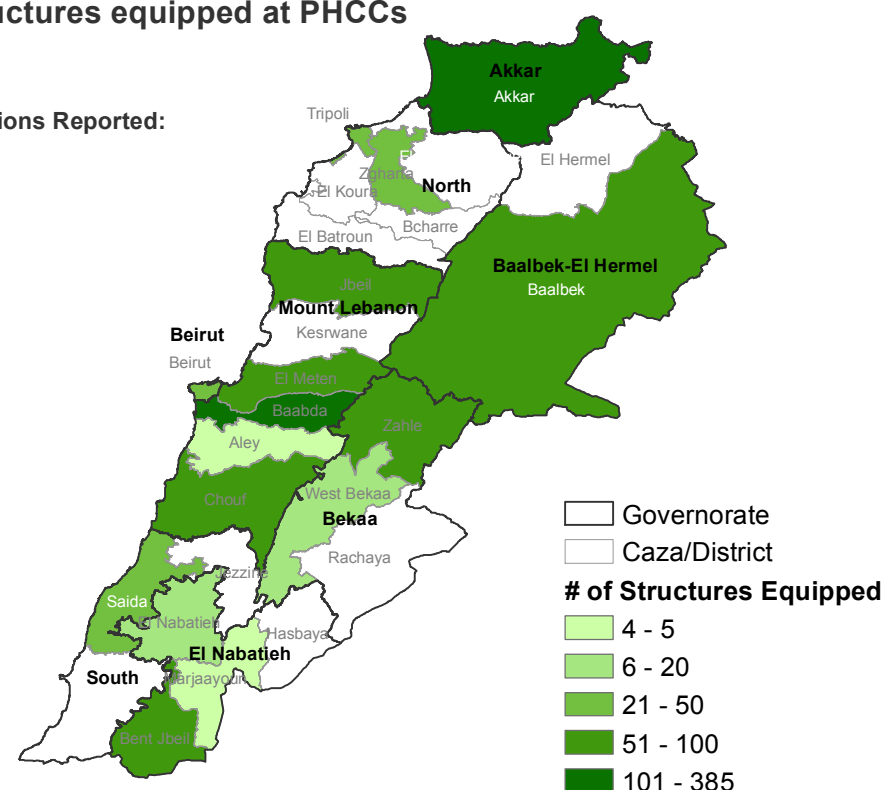 uctures equipped at PHCCs
ions Reported:
Akkar
Akkar
Tripoli
El Hermel
Zgharta
El Koura
North
Bcharre
El Batroun
Baalbek-El Hermel
Baalbek
Jbeil
Mount Lebanon
Kesrwane
Beirut
Beirut
El Meten
Baabda
Zahle
Aley
West Bekaa
Chouf
Bekaa
Rachaya
Jezzine
Saida
El Nabatieh
Hasbaya
El Nabatieh
South
Marjaayoun
Bent Jbeil
Governorate
Caza/District
# of Structures Equipped
4 - 5
6 - 20
21 - 50
51 - 100
101 - 385